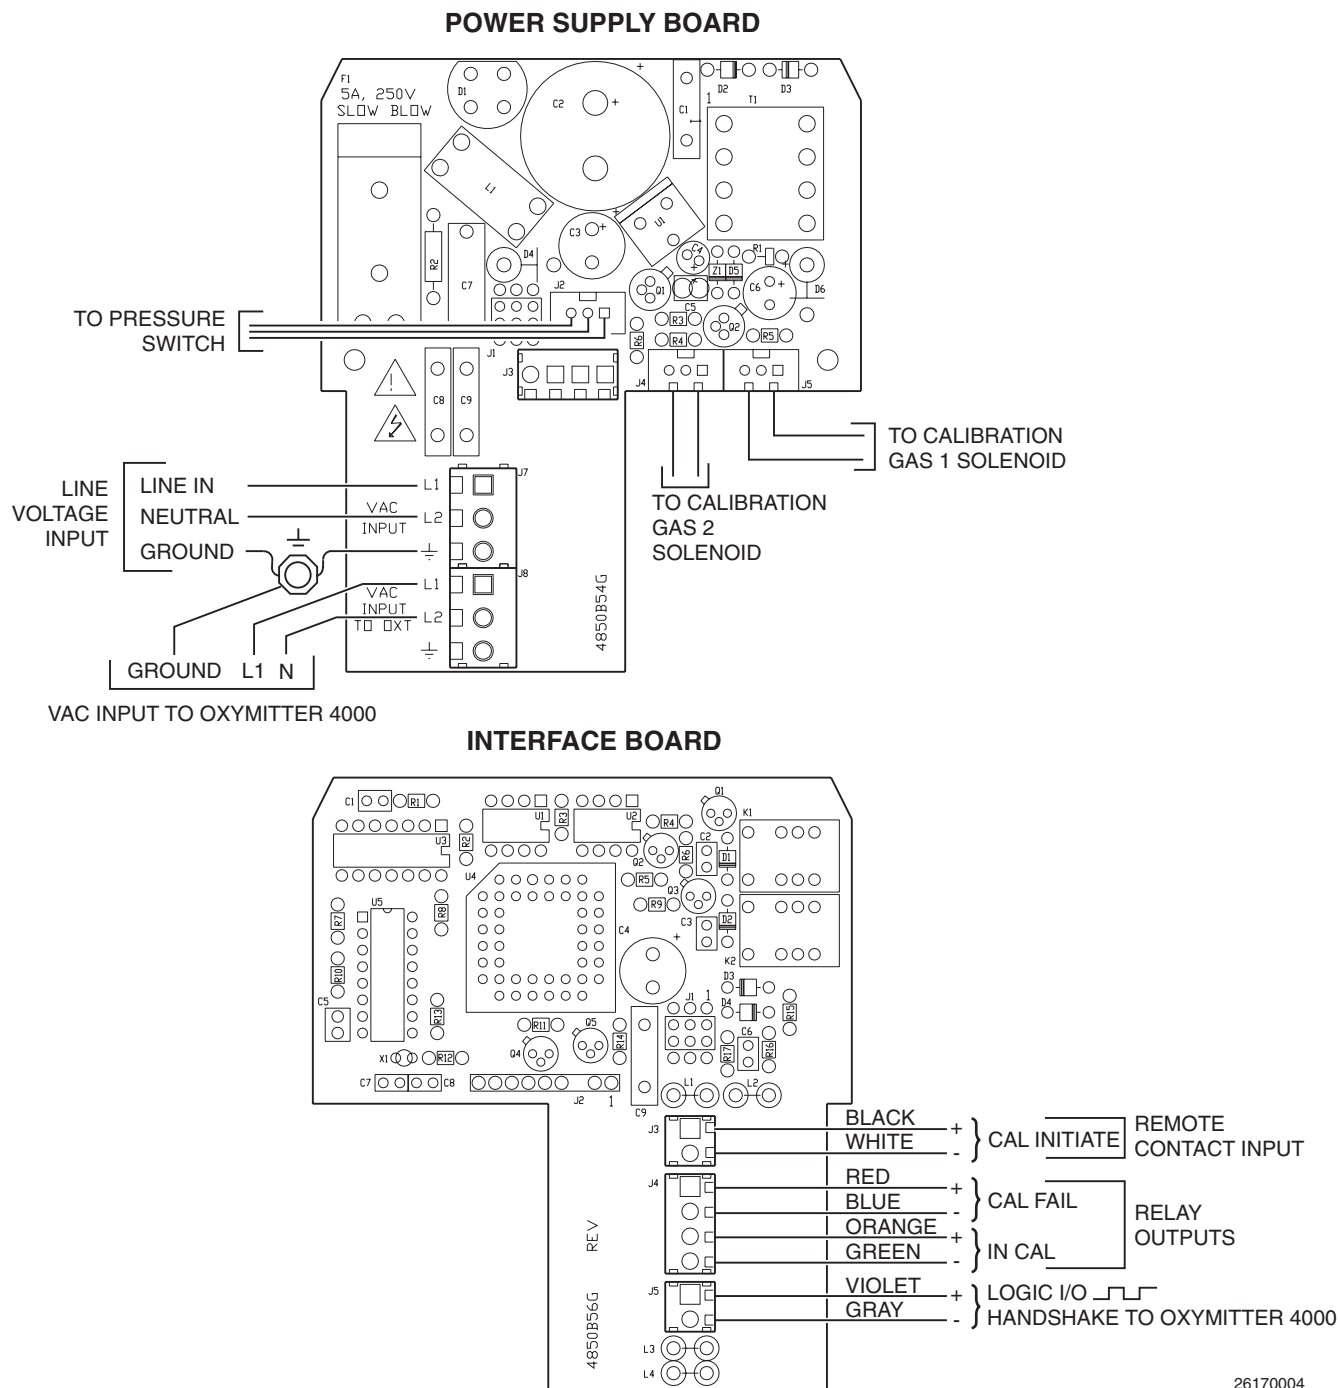 POWER SUPPLY BOARD
F1
5A, 250V
SLOW BLOW
D1
C2
+
+
C1
1
D2
D3
T1
L1
R2
C7
C3
+
+
U1
D4
J2
Q1
C4
+
C5
Z1
D5
R1
+
C6
+
D6
Q2
R3
R4
R5
R6
TO PRESSURE
SWITCH
J1
J3
J4
J5
C8
C9
TO CALIBRATION
GAS 1 SOLENOID
TO CALIBRATION
GAS 2
SOLENOID
LINE
VOLTAGE
INPUT
LINE IN
NEUTRAL
GROUND
L1
L2
VAC
INPUT
J7
J8
L1
L2
VAC
INPUT
TO OXT
4850B54G
GROUND L1 N
VAC INPUT TO OXYMITTER 4000
INTERFACE BOARD
C1
R1
U3
R2
U1
R3
U2
R4
Q1
K1
Q2
R6
C2
D1
U4
R5
Q3
R9
C3
D2
K2
R7
U5
R8
C4
+
R10
C5
R13
D3
D4
J1
1
R15
X1
R12
R11
Q4
Q5
R14
R17
C6
R16
C7
C8
J2
1
C9
L1
L2
J3
BLACK
+
WHITE
-
CAL INITIATE
REMOTE
CONTACT INPUT
J4
RED
+
BLUE
-
CAL FAIL
ORANGE
+
GREEN
-
IN CAL
RELAY
OUTPUTS
J5
VIOLET
+
GRAY
-
LOGIC I/O
HANDSHAKE TO OXYMITTER 4000
L3
L4
4850B56G REV
26170004